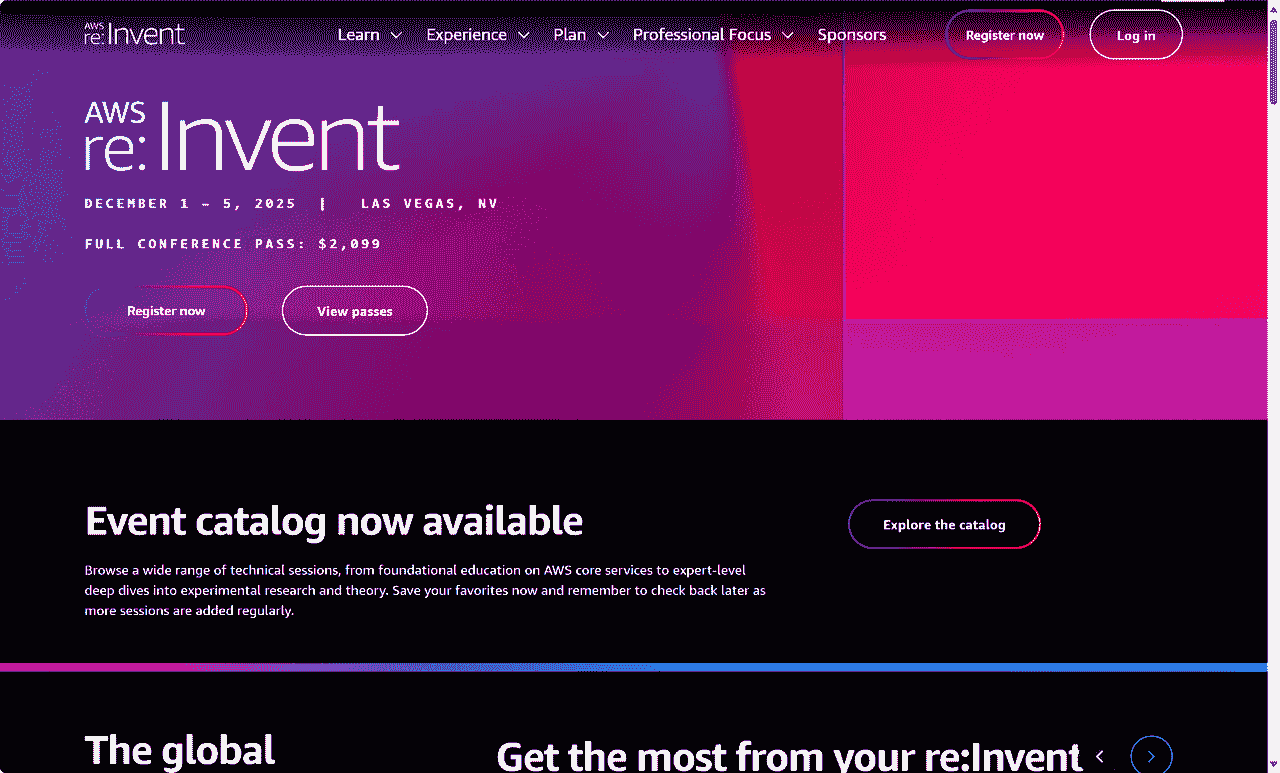 AWS
re:Invent
Learn Experience Plan Professional Focus Sponsors Register now Log in
AWS
re:Invent
DECEMBER 1 – 5, 2025 | LAS VEGAS, NV
FULL CONFERENCE PASS: $2,099
Register now View passes
Event catalog now available
Explore the catalog
Browse a wide range of technical sessions, from foundational education on AWS core services to expert-level
deep dives into experimental research and theory. Save your favorites now and remember to check back later as
more sessions are added regularly.
The global
Get the most from your re:Invent